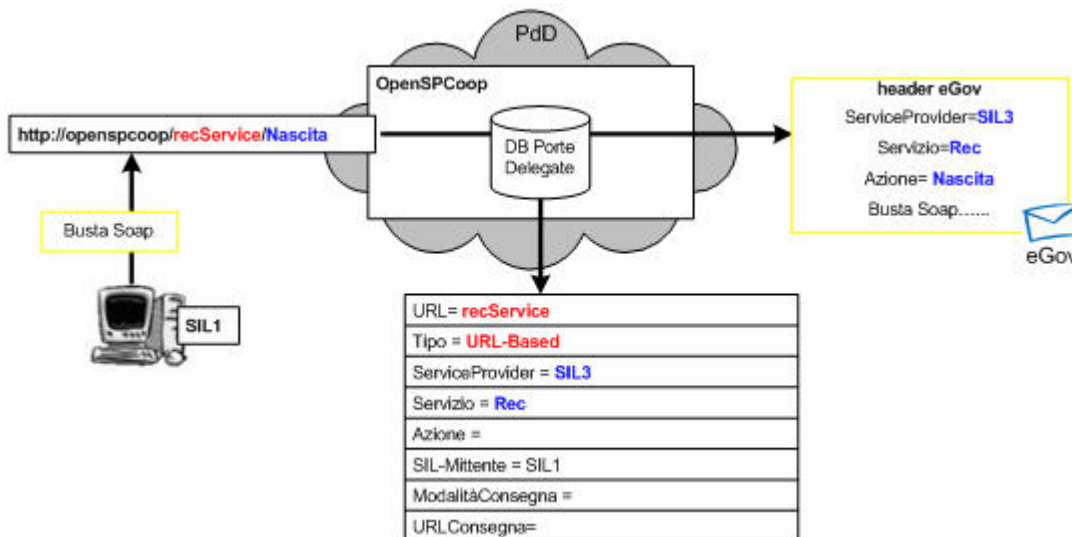 PdD
OpenSPCoop
http://openspcoop/recService/Nascita
DB Porte
Delegate
header eGov
ServiceProvider=SIL3
Servizio=Rec
Azione= Nascita
Busta Soap......
eGov
Busta Soap
SIL1
URL= recService
Tipo = URL-Based
ServiceProvider = SIL3
Servizio = Rec
Azione =
SIL-Mittente = SIL1
ModalitàConsegna =
URLConsegna=